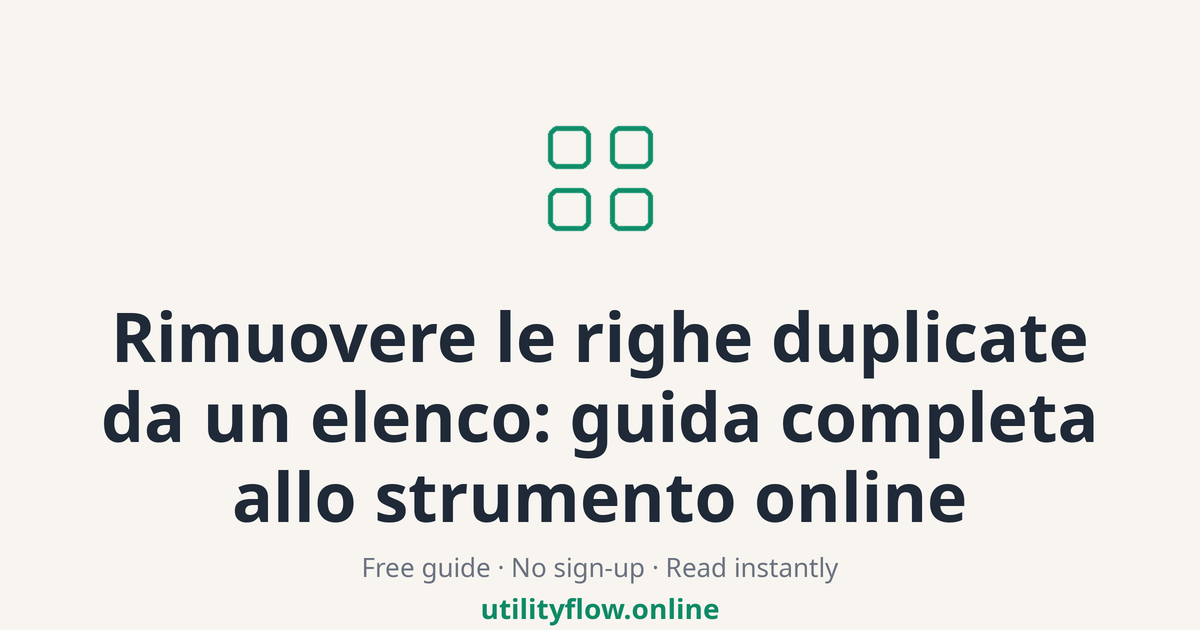 Rimuovere le righe duplicate
da un elenco: guida completa
allo strumento online
Free guide · No sign-up · Read instantly
utilityflow.online